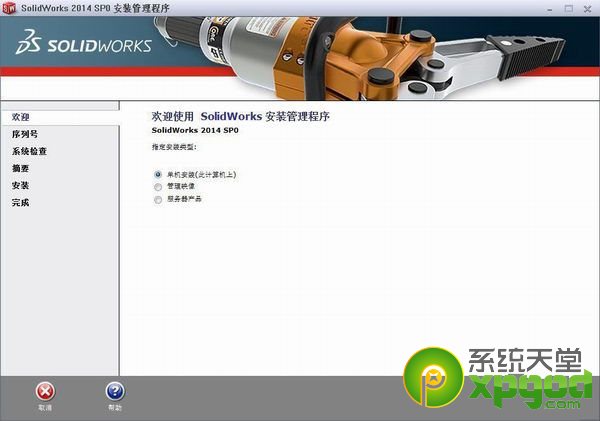 SolidWorks 2014 SP0 安装管理程序
SOLIDWORKS
欢迎
序列号
系统检查
摘要
安装
完成
欢迎使用 SolidWorks 安装管理程序
SolidWorks 2014 SP0
指定安装类型:
单机安装(此计算机上)
管理映像
服务器产品
取消
帮助
系统天堂
xpgod
.com